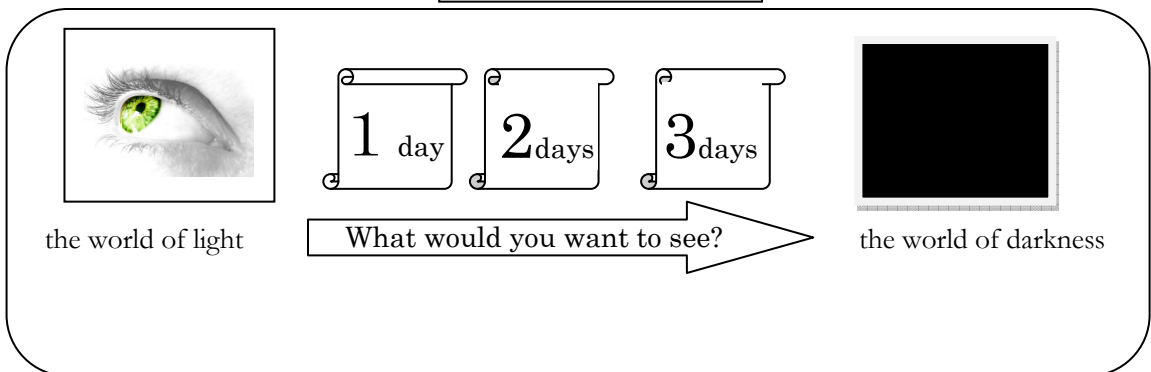 1 day
2days
3days
the world of light
What would you want to see?
the world of darkness